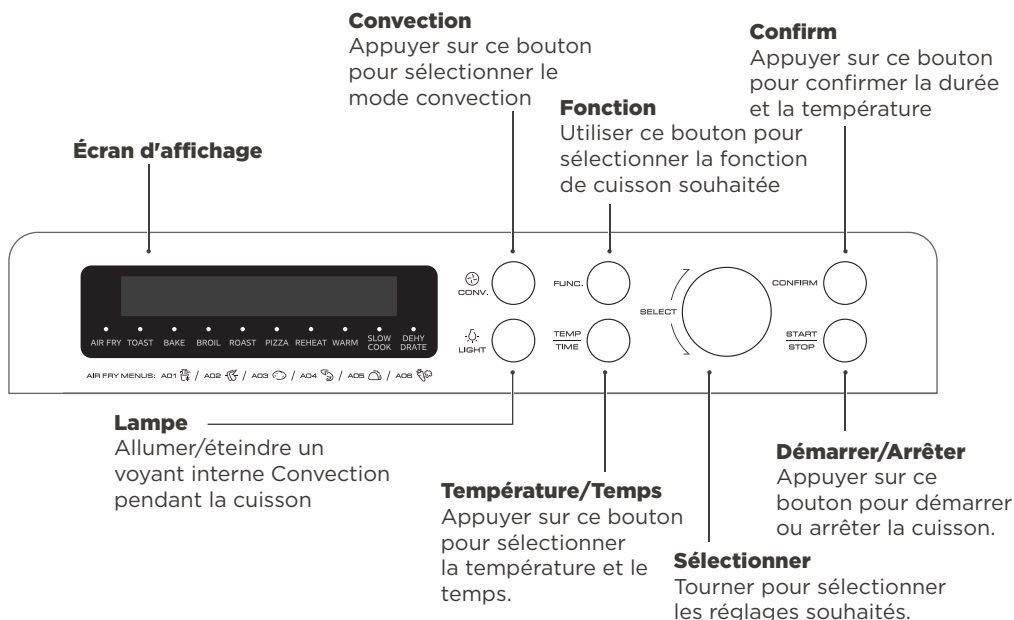 Convection
Appuyer sur ce bouton
pour sélectionner le
mode convection
Confirm
Appuyer sur ce bouton
pour confirmer la durée
et la température
Fonction
Utiliser ce bouton pour
sélectionner la fonction
de cuisson souhaitée
Écran d'affichage
CONV.
FUNC.
SELECT
CONFIRM
LIGHT
TEMP
TIME
START
STOP
AIR FRY TOAST BAKE BROIL ROAST PIZZA REHEAT WARM SLOW COOK DEHY DRATE
AIR FRY MENUS: A01 / A02 / A03 / A04 / A05 / A06
Lampe
Allumer/éteindre un
voyant interne Convection
pendant la cuisson
Température/Temps
Appuyer sur ce bouton
pour sélectionner
la température et le
temps.
Démarrer/Arrêter
Appuyer sur ce
bouton pour démarrer
ou arrêter la cuisson.
Sélectionner
Tourner pour sélectionner
les réglages souhaités.